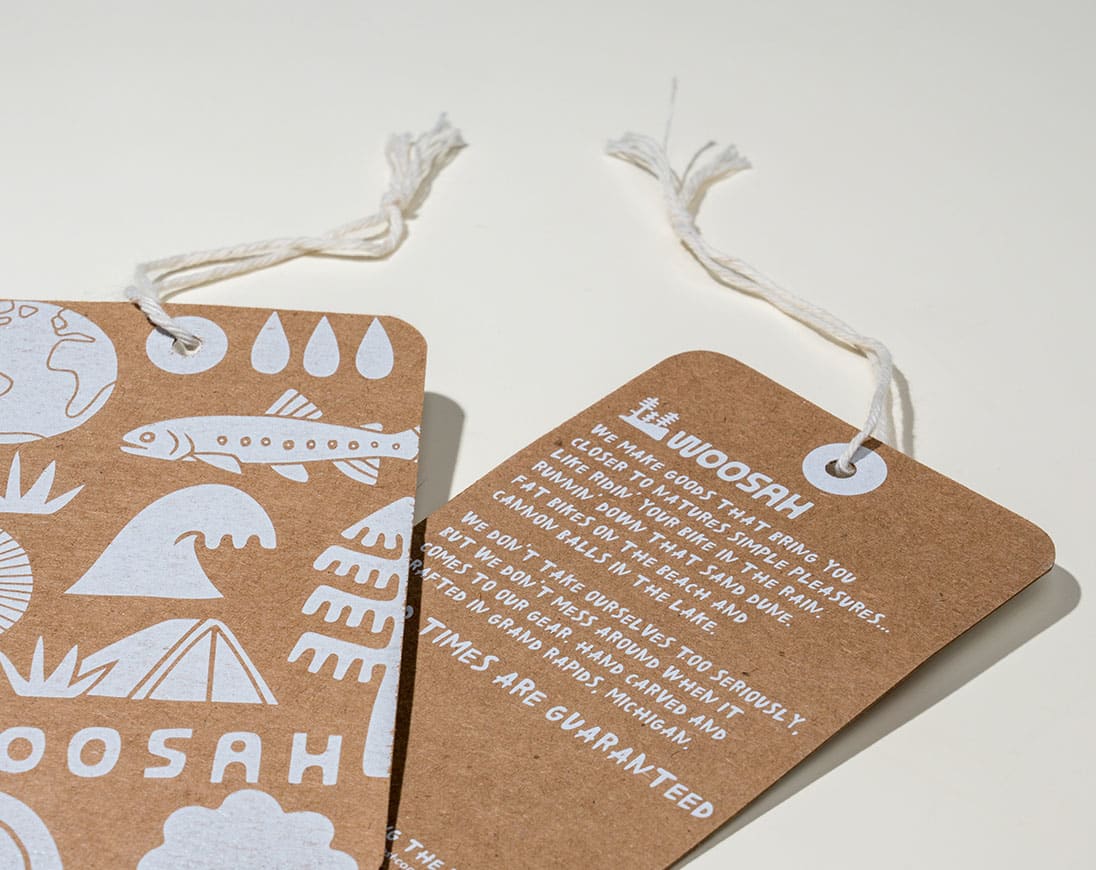 OOSAH
WOOSAH
WE MAKE GOODS THAT BRING YOU
CLOSER TO NATURES SIMPLE PLEASURES...
LIKE RIDIN' YOUR BIKE IN THE RAIN.
RUNNIN' DOWN THAT SAND DUNE.
FAT BIKES ON THE BEACH AND
CANNON BALLS IN THE LAKE.
WE DON'T TAKE OURSELVES TOO SERIOUSLY,
BUT WE DON'T MESS AROUND WHEN IT
COMES TO OUR GEAR. HAND CARVED AND
RAFTED IN GRAND RAPIDS, MICHIGAN.
TIMES ARE GUARANTEED
THE